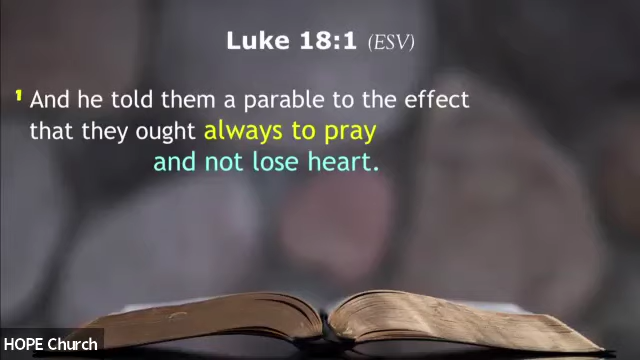 Luke 18:1 (ESV)
1 And he told them a parable to the effect
that they ought always to pray
and not lose heart.
HOPE Church